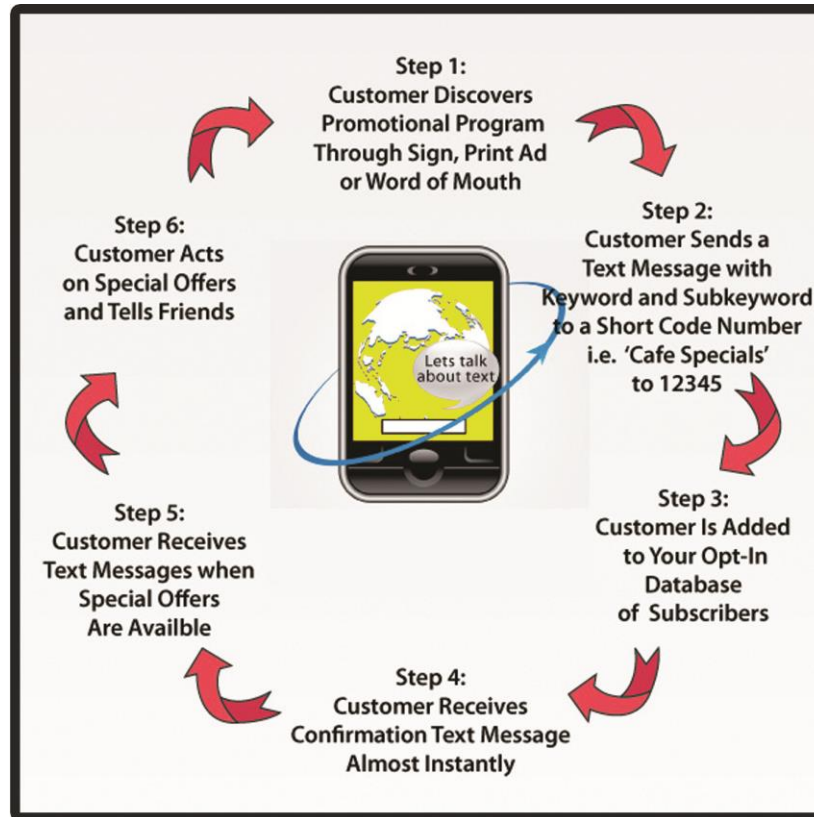 Step 1:
Customer Discovers
Promotional Program
Through Sign, Print Ad
or Word of Mouth
Step 2:
Customer Sends a
Text Message with
Keyword and Subkeyword
to a Short Code Number
i.e. ‘Cafe Specials’
to 12345
Step 3:
Customer Is Added
to Your Opt-In
Database
of Subscribers
Step 4:
Customer Receives
Confirmation Text Message
Almost Instantly
Step 5:
Customer Receives
Text Messages when
Special Offers
Are Availble
Step 6:
Customer Acts
on Special Offers
and Tells Friends
Lets talk
about text